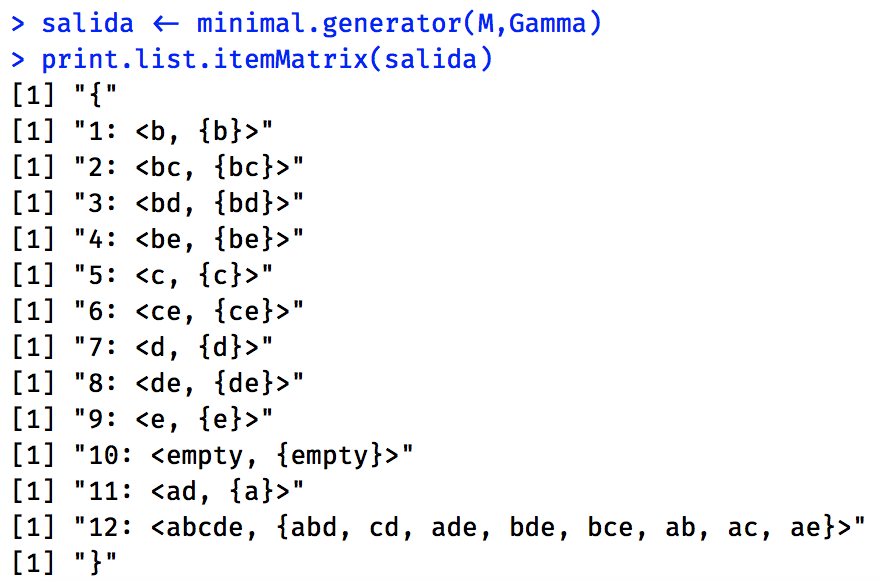 > salida <- minimal.generator(M,Gamma)
> print.list.itemMatrix(salida)
[1] "{"
[1] "1: <b, {b}>"
[1] "2: <bc, {bc}>"
[1] "3: <bd, {bd}>"
[1] "4: <be, {be}>"
[1] "5: <c, {c}>"
[1] "6: <ce, {ce}>"
[1] "7: <d, {d}>"
[1] "8: <de, {de}>"
[1] "9: <e, {e}>"
[1] "10: <empty, {empty}>"
[1] "11: <ad, {a}>"
[1] "12: <abcde, {abd, cd, ade, bde, bce, ab, ac, ae}>"
[1] "}"